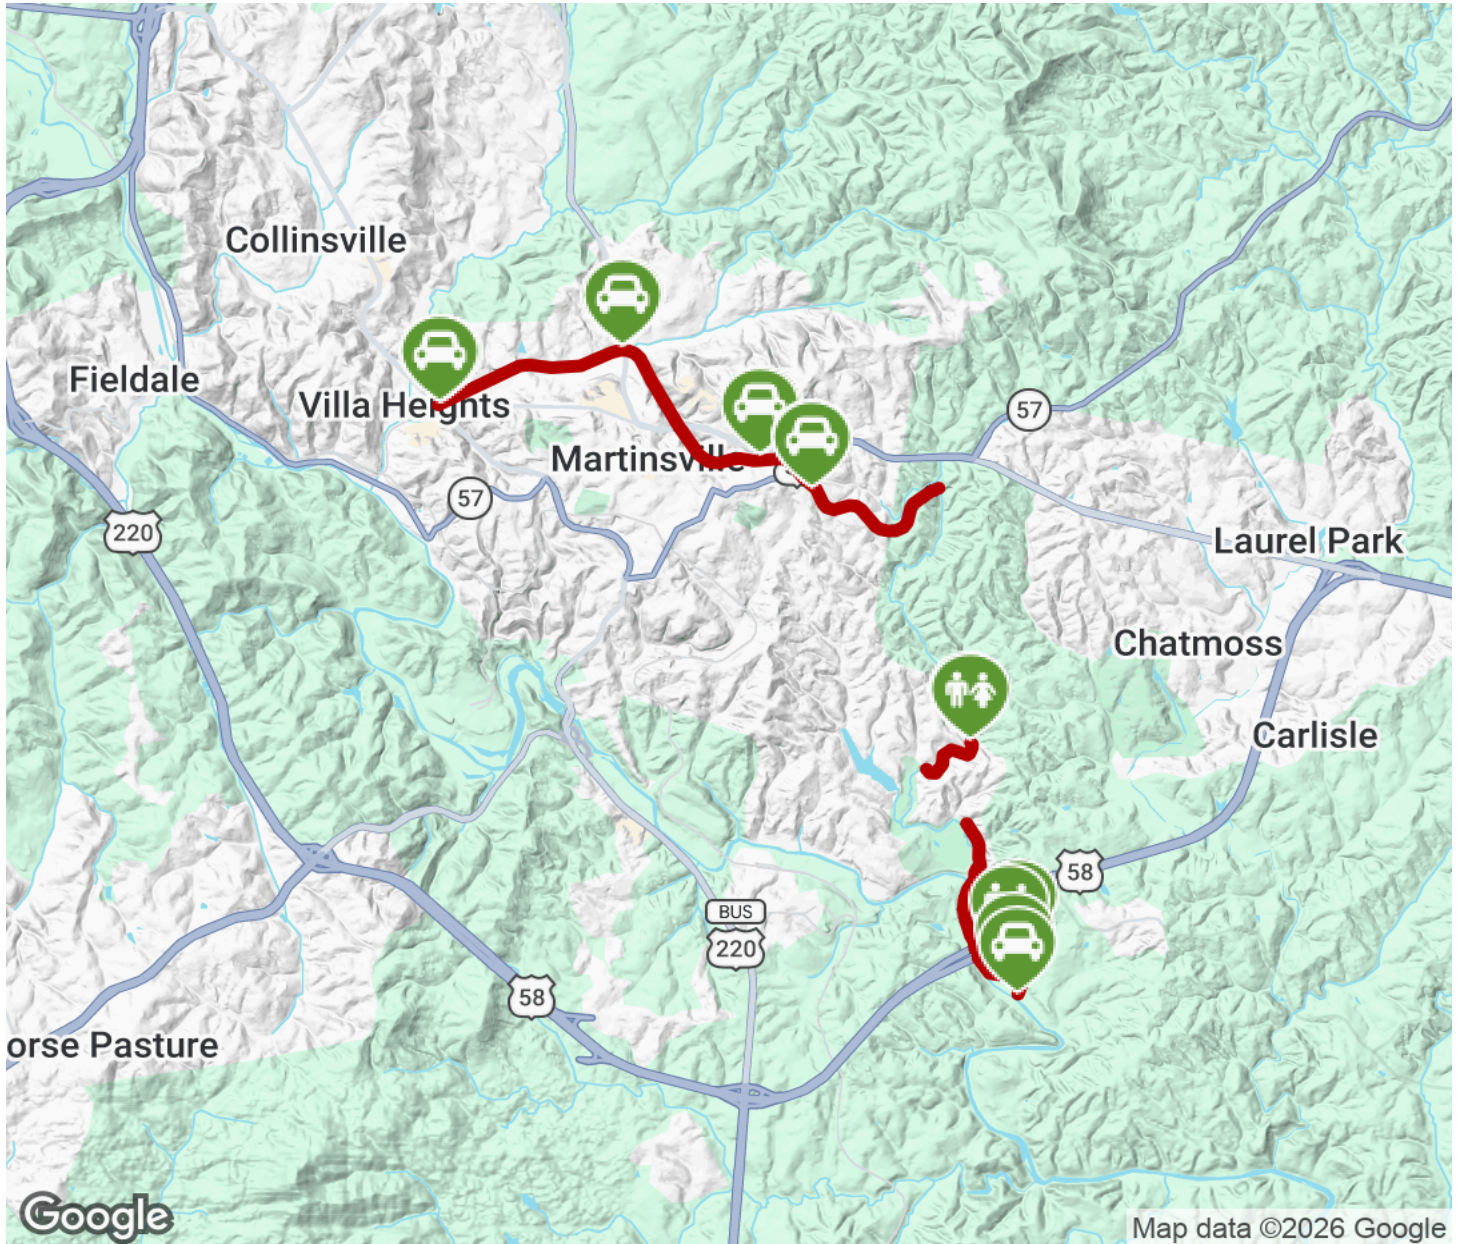 Collinsville
Fieldale
Villa Heights
57
Martinsville
57
220
Laurel Park
Chatmoss
Carlisle
58
BUS
220
58
orse Pasture
Google
Map data ©2026 Google